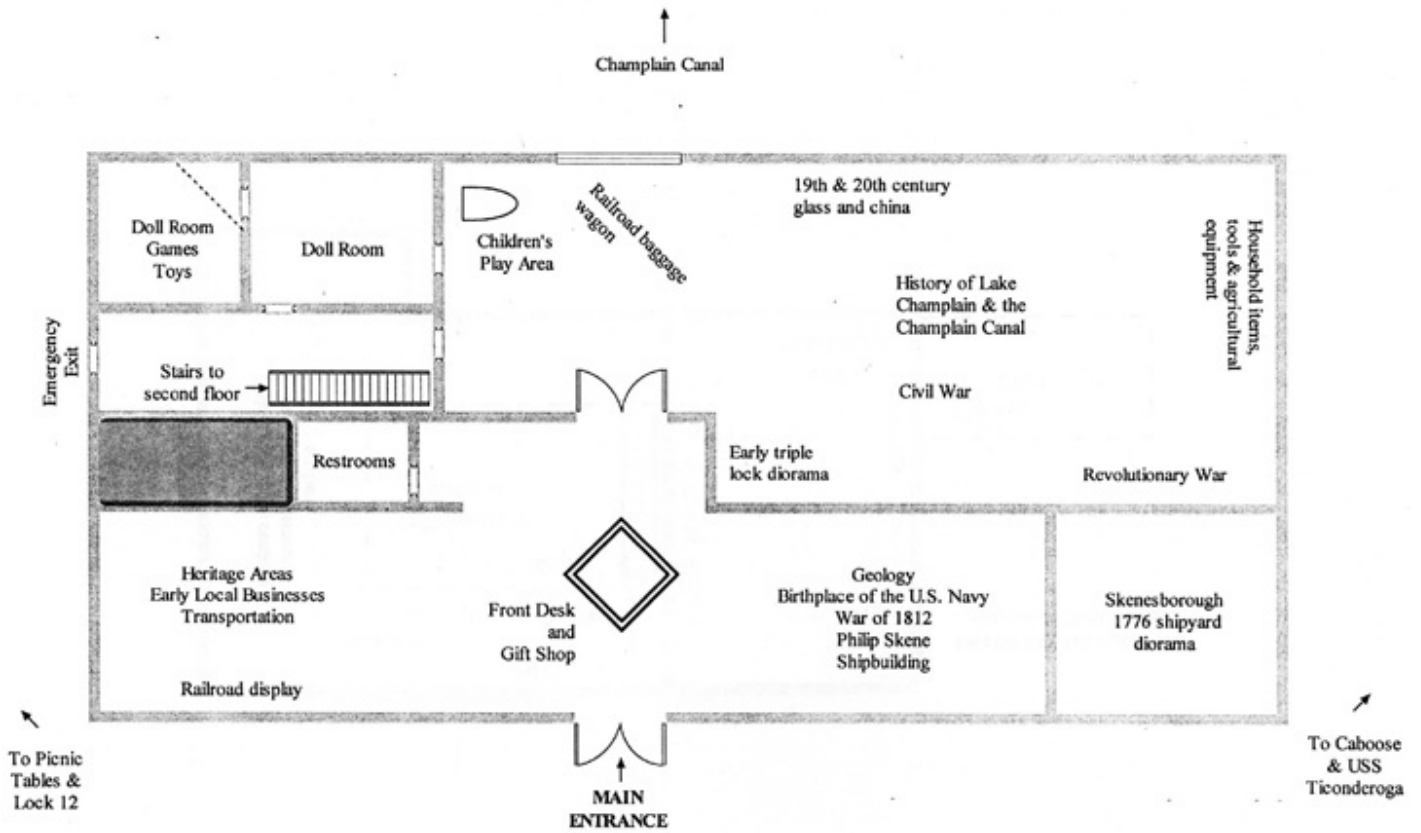 Champlain Canal
19th & 20th century
glass and china
Railroad baggage
wagon
Doll Room
Games
Toys
Doll Room
Children's
Play Area
Household items,
tools & agricultural
equipment
History of Lake
Champlain & the
Champlain Canal
Emergency
Exit
Stairs to
second floor
Civil War
Restrooms
Early triple
lock diorama
Revolutionary War
Heritage Areas
Early Local Businesses
Transportation
Railroad display
Front Desk
and
Gift Shop
Geology
Birthplace of the U.S. Navy
War of 1812
Philip Skene
Shipbuilding
Skenesborough
1776 shipyard
diorama
To Picnic
Tables &
Lock 12
MAIN
ENTRANCE
To Caboose
& USS
Ticonderoga